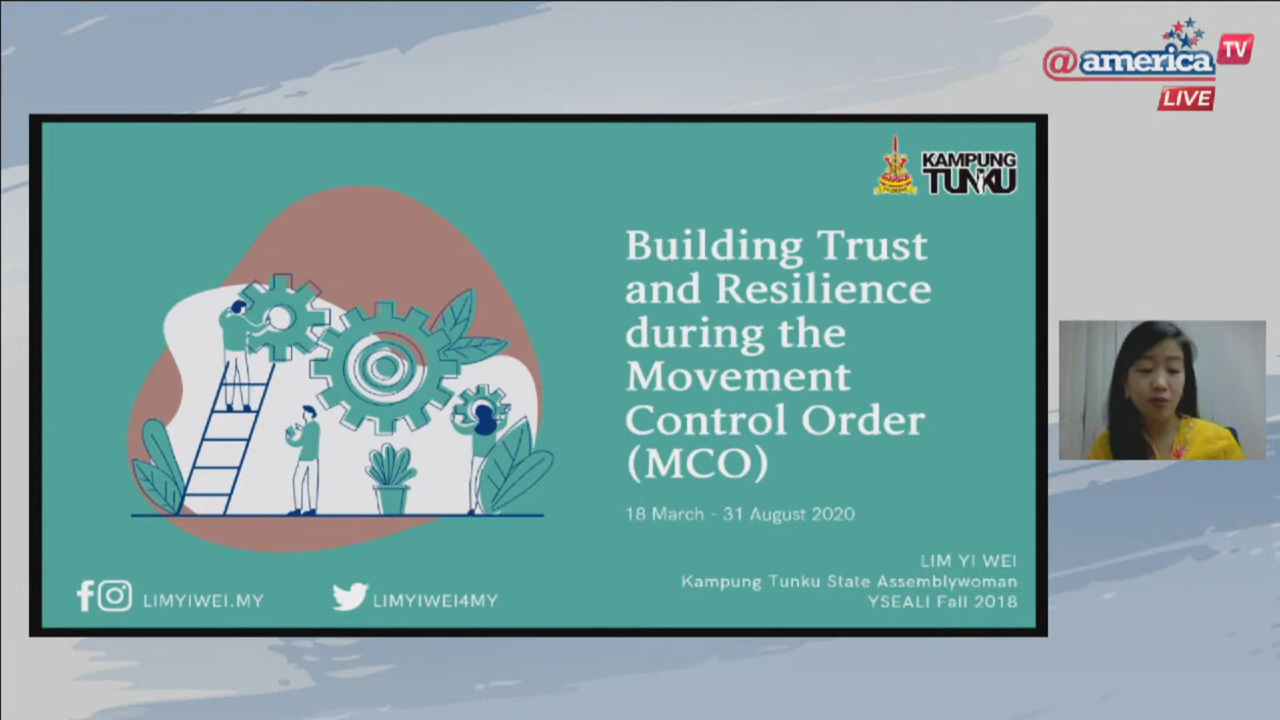 @america TV
LIVE
KAMPUNG
TUNKU
Building Trust
and Resilience
during the
Movement
Control Order
(MCO)
18 March - 31 August 2020
LIM YI WEI
Kampung Tunku State Assemblywoman
YSEALI Fall 2018
LIMYIWEI.MY
LIMYIWEI4MY